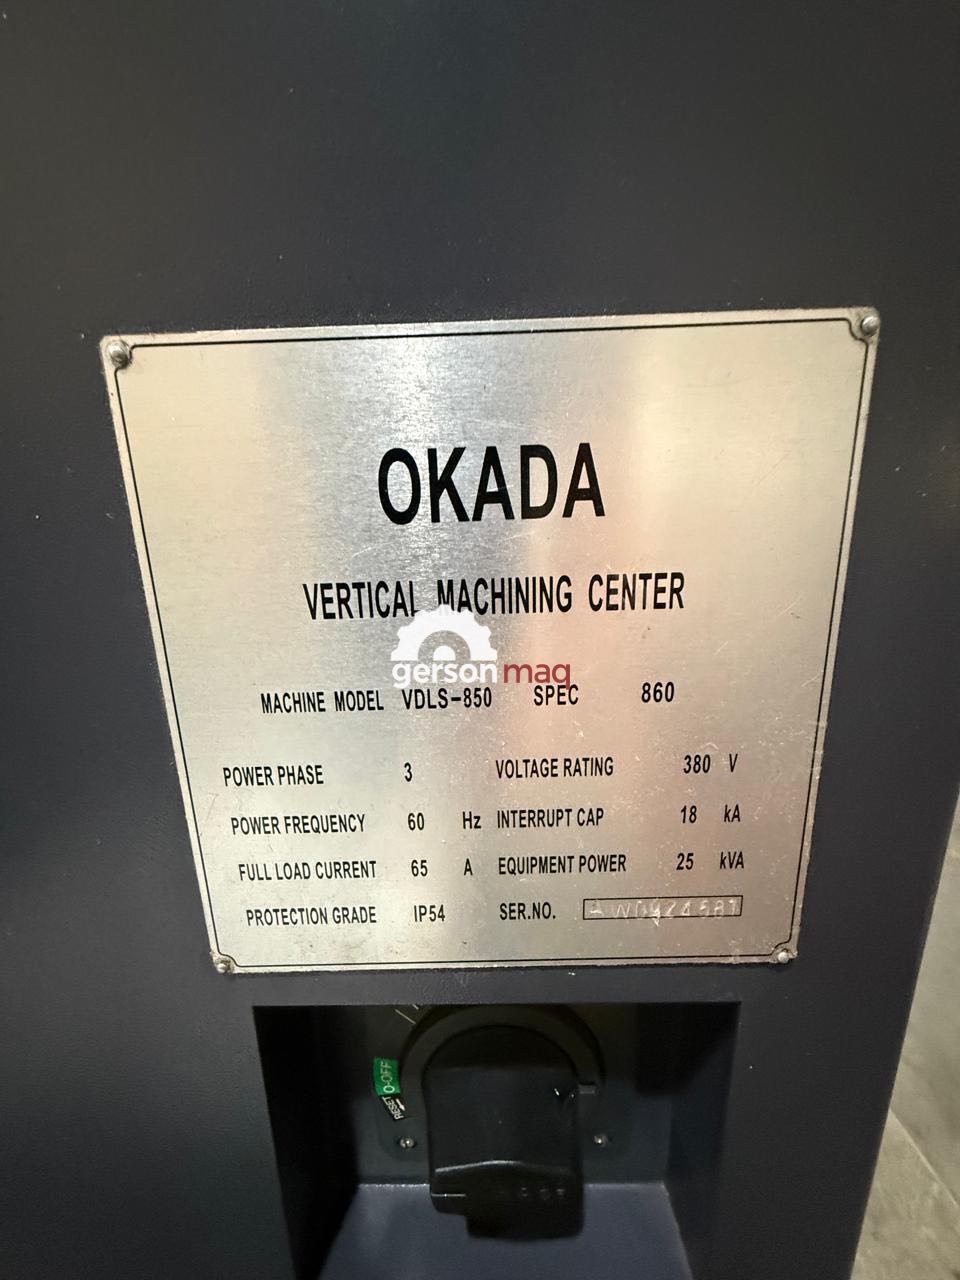 OKADA
VERTICAL MACHINING CENTER
gerson maq
MACHINE MODEL VDLS-850 SPEC 860
POWER PHASE 3 VOLTAGE RATING 380 V
POWER FREQUENCY 60 Hz INTERRUPT CAP 18 kA
FULL LOAD CURRENT 65 A EQUIPMENT POWER 25 kVA
PROTECTION GRADE IP54 SER.NO.
O-OFF
RESET